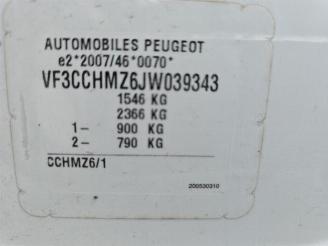 AUTOMOBILES PEUGEOT
e2*2007/46*0070*
VF3CCHMZ6JW039343
1546 KG
2366 KG
1- 900 KG
2- 790 KG
CCHMZ6/1
200530310